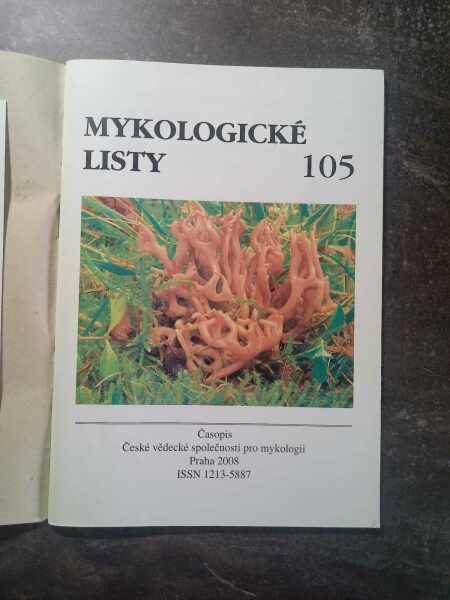 MYKOLOGICKÉ
LISTY 105
Časopis
České vědecké společnosti pro mykologii
Praha 2008
ISSN 1213-5887